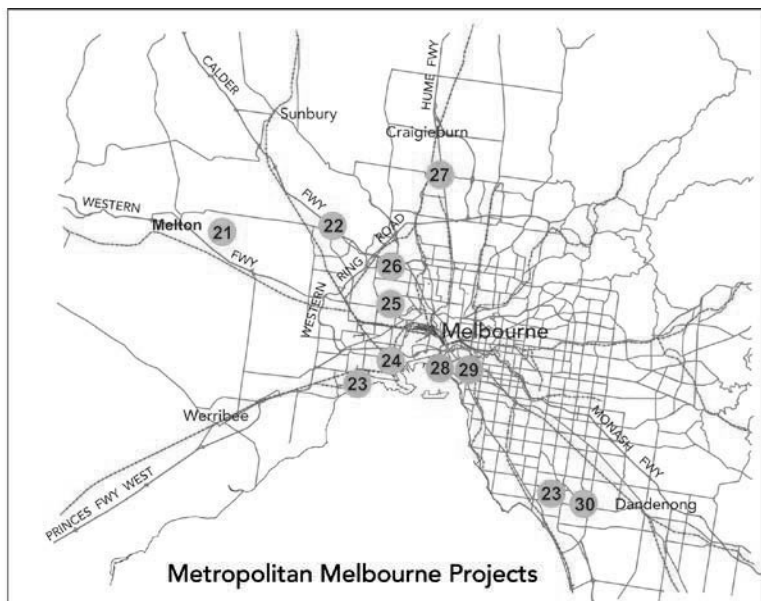 CALDER
HUME FWY
Sunbury
Craigieburn
27
WESTERN
Melton
21
FWY
22
ROAD
FWY
RING
26
WESTERN
25
Melbourne
24
28
29
23
Werribee
MONASH FWY
PRINCES FWY WEST
23
30
Dandenong
Metropolitan Melbourne Projects